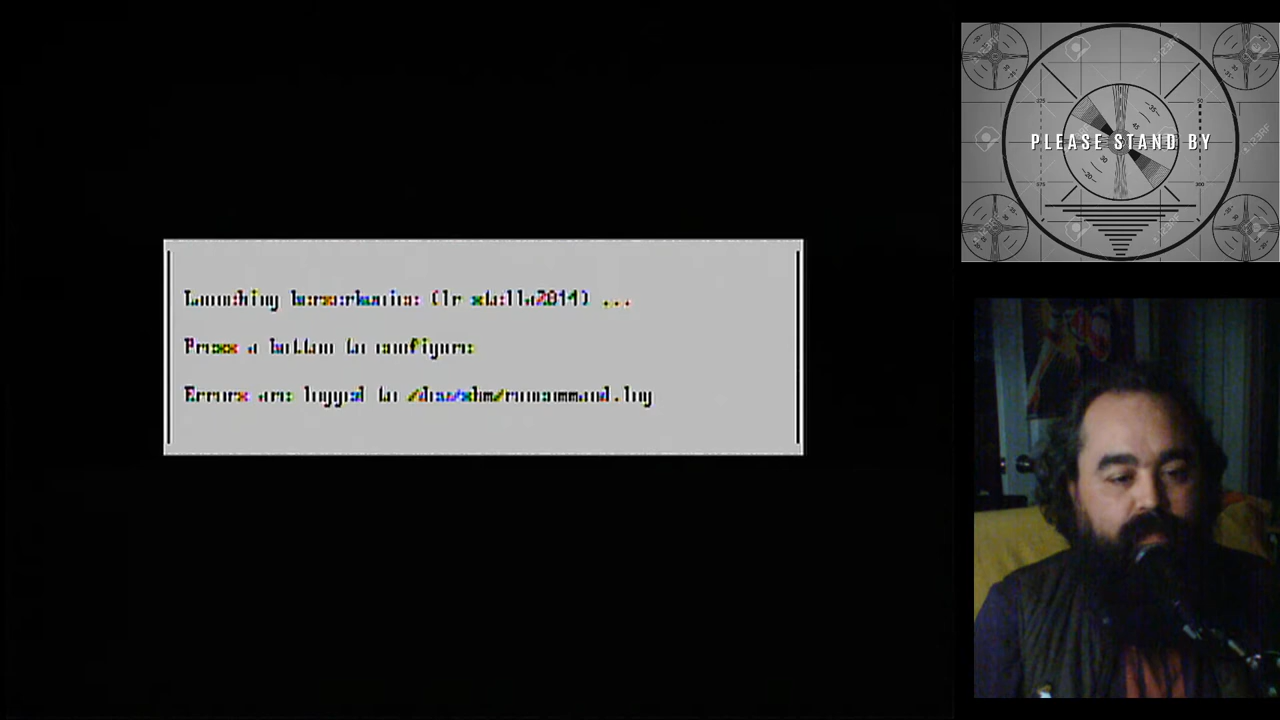 Launching (lr-stella2014) ...
Press a button to configure
Errors are logged to /dev/shm/runcommand.log
PLEASE STAND BY